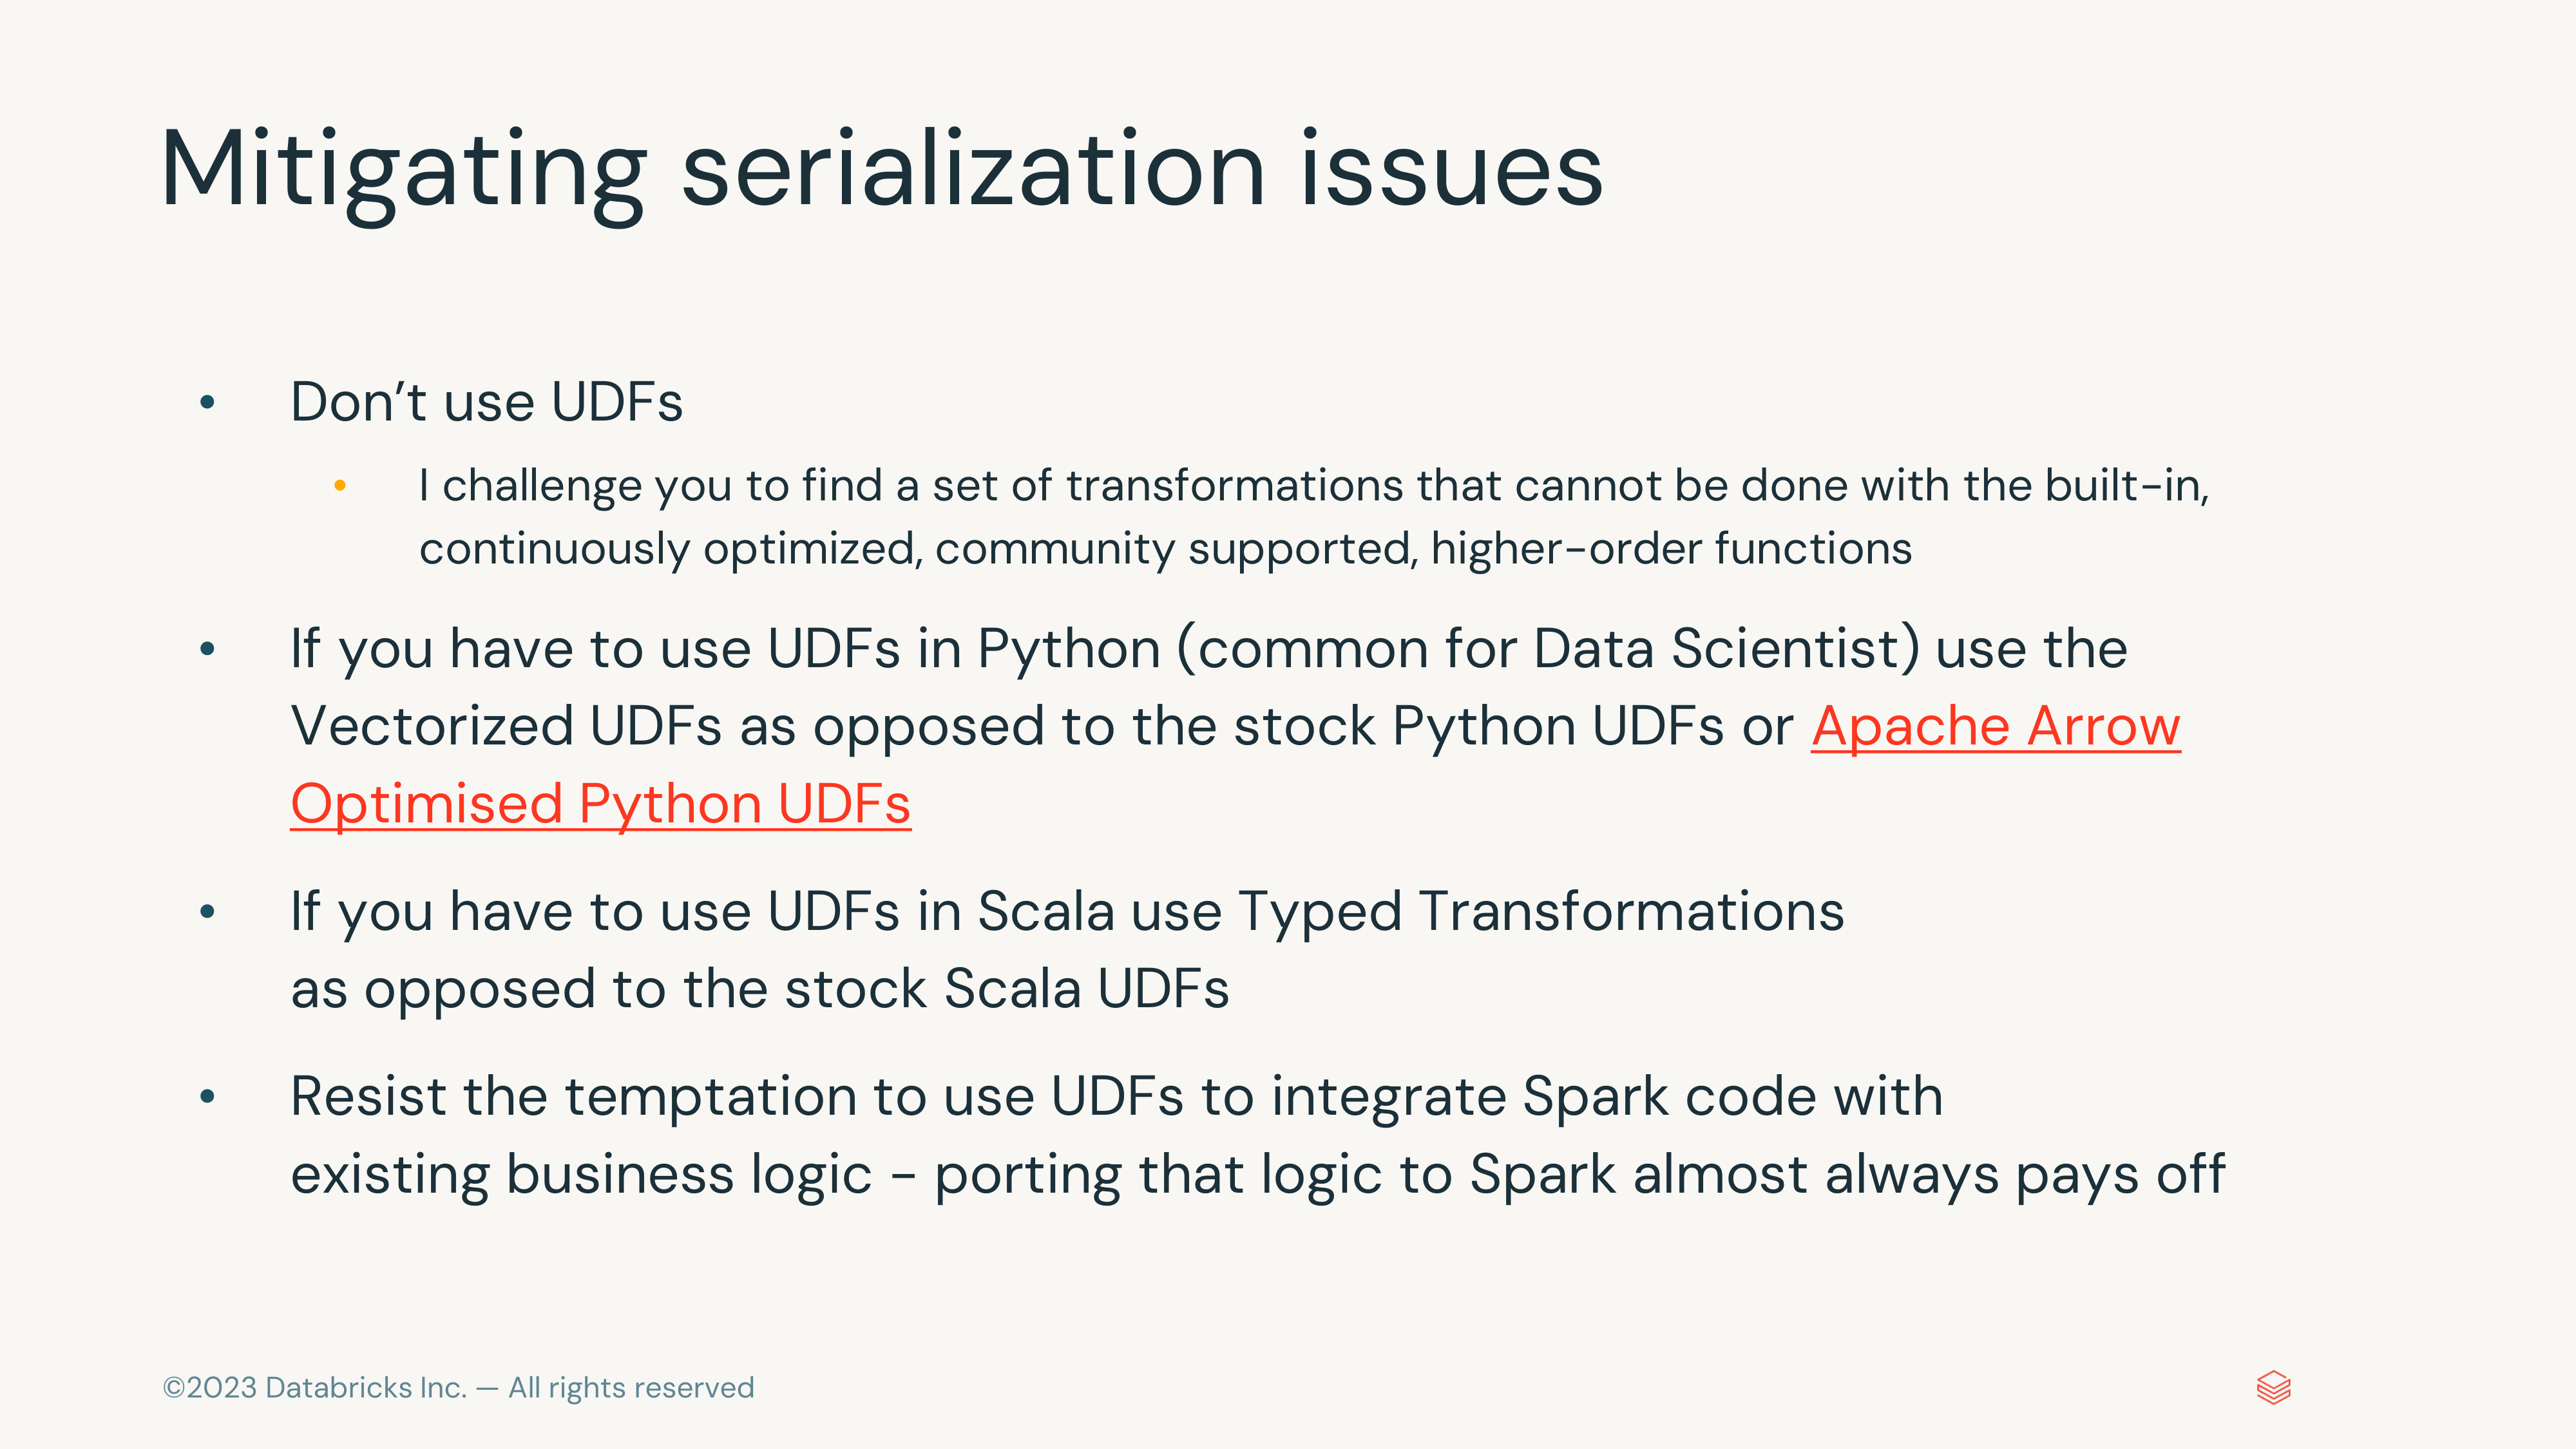 Mitigating serialization issues
• Don’t use UDFs
• I challenge you to find a set of transformations that cannot be done with the built-in,
continuously optimized, community supported, higher-order functions
• If you have to use UDFs in Python (common for Data Scientist) use the
Vectorized UDFs as opposed to the stock Python UDFs or Apache Arrow
Optimised Python UDFs
• If you have to use UDFs in Scala use Typed Transformations
as opposed to the stock Scala UDFs
• Resist the temptation to use UDFs to integrate Spark code with
existing business logic - porting that logic to Spark almost always pays off
©2023 Databricks Inc. — All rights reserved